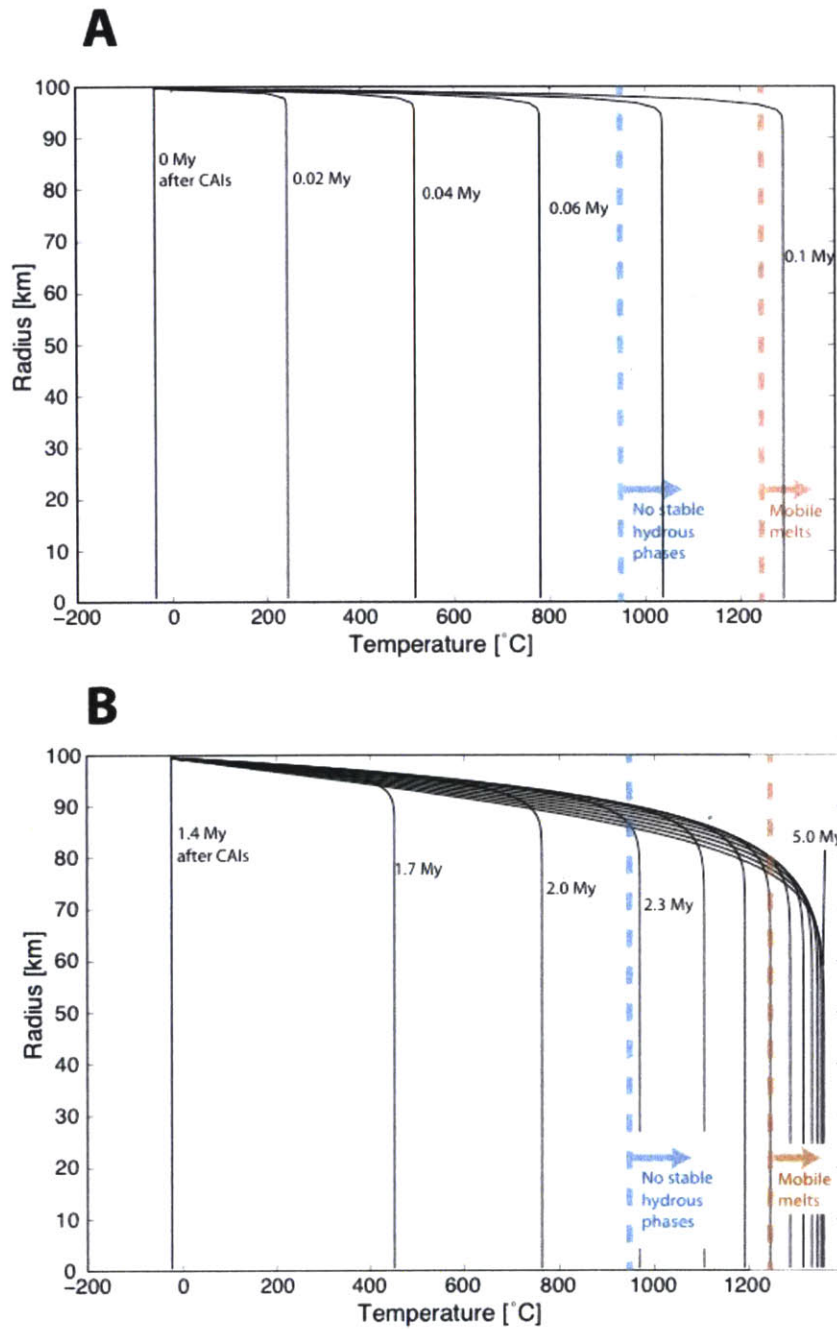 A
100
90
80
70
60
50
40
30
20
10
0
Radius [km]
0 My
after CAIs
0.02 My
0.04 My
0.06 My
0.1 My
No stable
hydrous
phases
Mobile
melts
−200
0
200
400
600
800
1000
1200
Temperature [˚C]
B
100
90
80
70
60
50
40
30
20
10
0
Radius [km]
1.4 My
after CAIs
1.7 My
2.0 My
2.3 My
5.0 My
No stable
hydrous
phases
Mobile
melts
−200
0
200
400
600
800
1000
1200
Temperature [˚C]